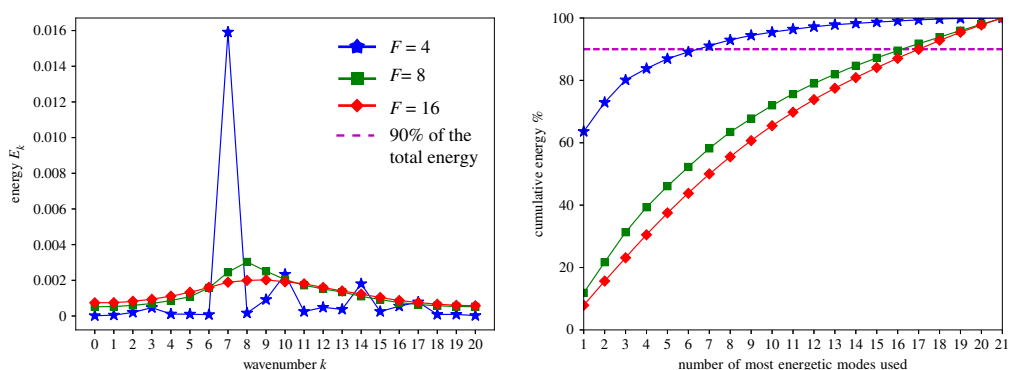 0.016
0.014
0.012
0.010
0.008
0.006
0.004
0.002
0
energy E_k
0 1 2 3 4 5 6 7 8 9 10 11 12 13 14 15 16 17 18 19 20
wavenumber k
F = 4
F= 8
F = 16
90% of the
total energy
100
80
60
40
20
0
cumulative energy %
1 2 3 4 5 6 7 8 9 10 11 12 13 14 15 16 17 18 19 20 21
number of most energetic modes used